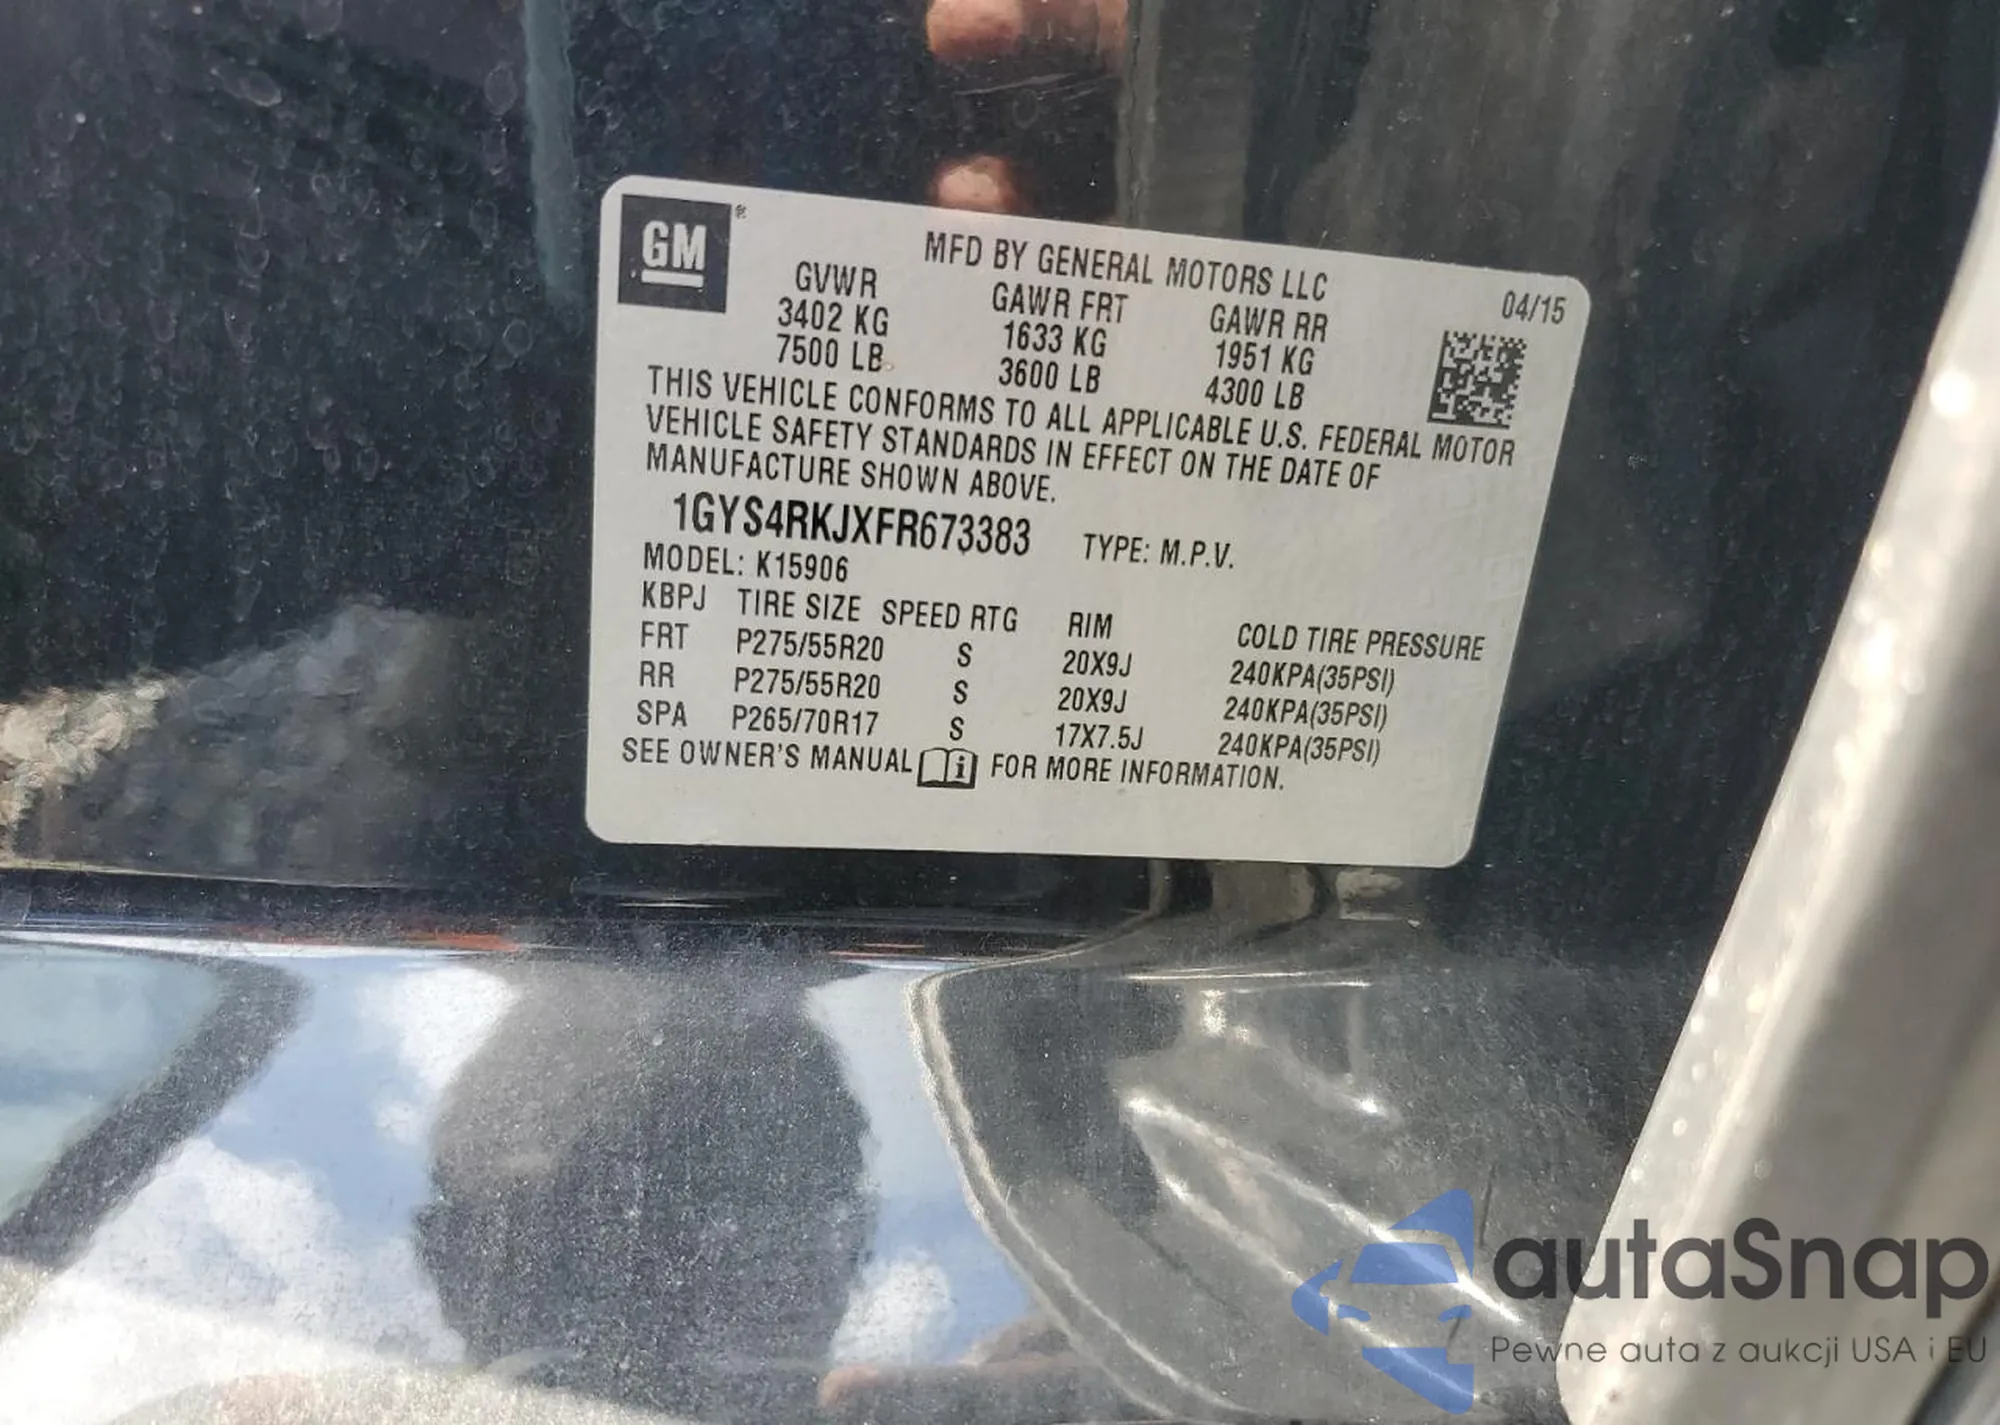 GM®
MFD BY GENERAL MOTORS LLC
04/15
GVWR GAWR FRT GAWR RR
3402 KG 1633 KG 1951 KG
7500 LB 3600 LB 4300 LB
THIS VEHICLE CONFORMS TO ALL APPLICABLE U.S. FEDERAL MOTOR
VEHICLE SAFETY STANDARDS IN EFFECT ON THE DATE OF
MANUFACTURE SHOWN ABOVE.
1GYS4RKJXFR673383 TYPE: M.P.V.
MODEL: K15906
KBPJ TIRE SIZE SPEED RTG RIM COLD TIRE PRESSURE
FRT P275/55R20 S 20X9J 240KPA(35PSI)
RR P275/55R20 S 20X9J 240KPA(35PSI)
SPA P265/70R17 S 17X7.5J 240KPA(35PSI)
SEE OWNER'S MANUAL FOR MORE INFORMATION.
autaSnap
Pewne auta z aukcji USA i EU